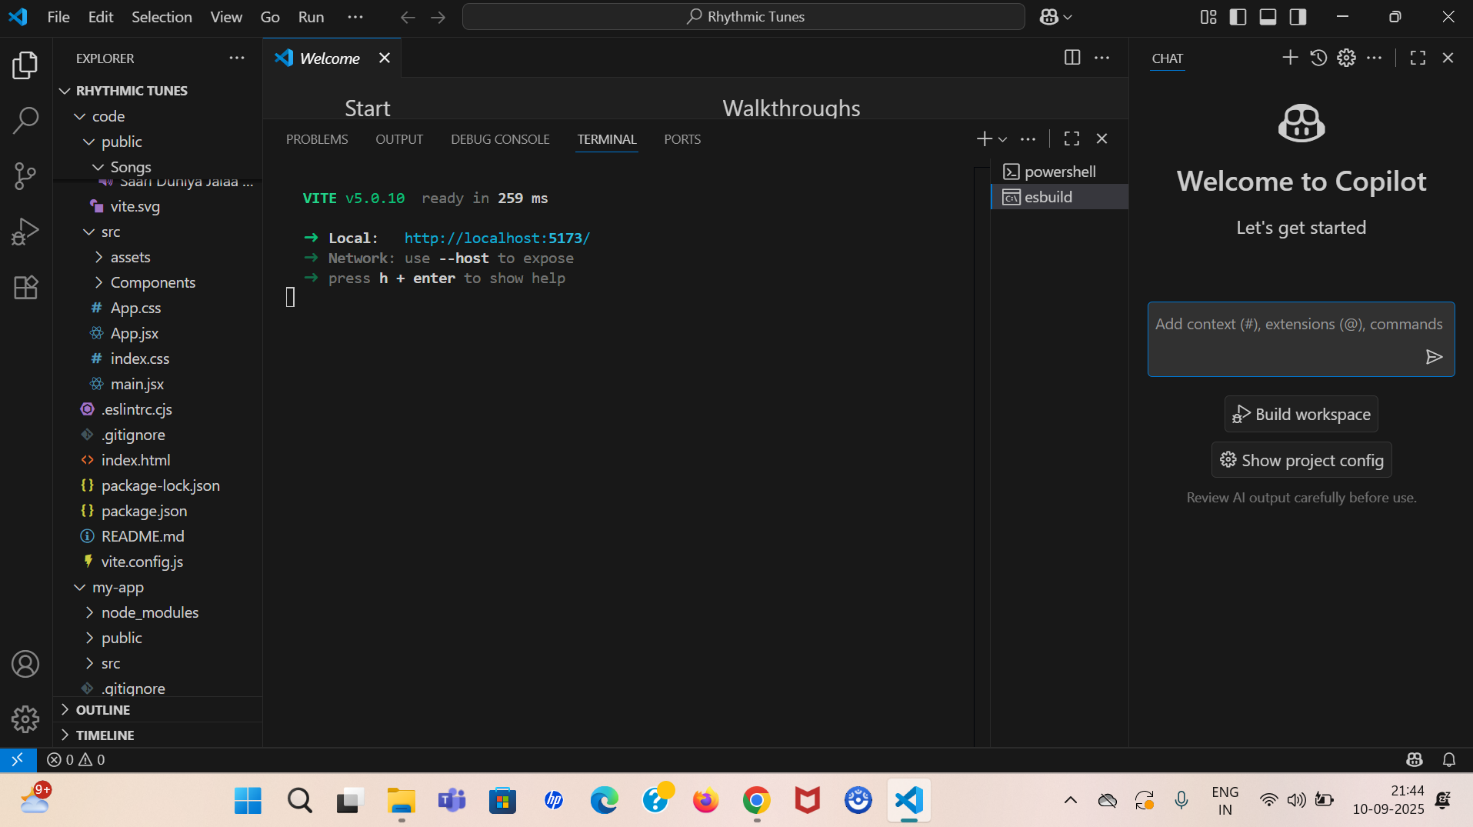 File Edit Selection View Go Run ··· Rhythmic Tunes
EXPLORER ···
RHYTHMIC TUNES
code
public
Songs
Saari Duniya Jalaa ...
vite.svg
src
assets
Components
# App.css
App.jsx
# index.css
main.jsx
.eslintrc.cjs
.gitignore
<> index.html
{} package-lock.json
{} package.json
README.md
vite.config.js
my-app
node_modules
public
src
.gitignore
OUTLINE
TIMELINE
Welcome
Start Walkthroughs
PROBLEMS OUTPUT DEBUG CONSOLE TERMINAL PORTS
VITE v5.0.10 ready in 259 ms
➜ Local: http://localhost:5173/
➜ Network: use --host to expose
➜ press h + enter to show help
powershell
esbuild
CHAT
Welcome to Copilot
Let's get started
Add context (#), extensions (@), commands
Build workspace
Show project config
Review AI output carefully before use.
0 0
9+
hp
ENG
IN
21:44
10-09-2025